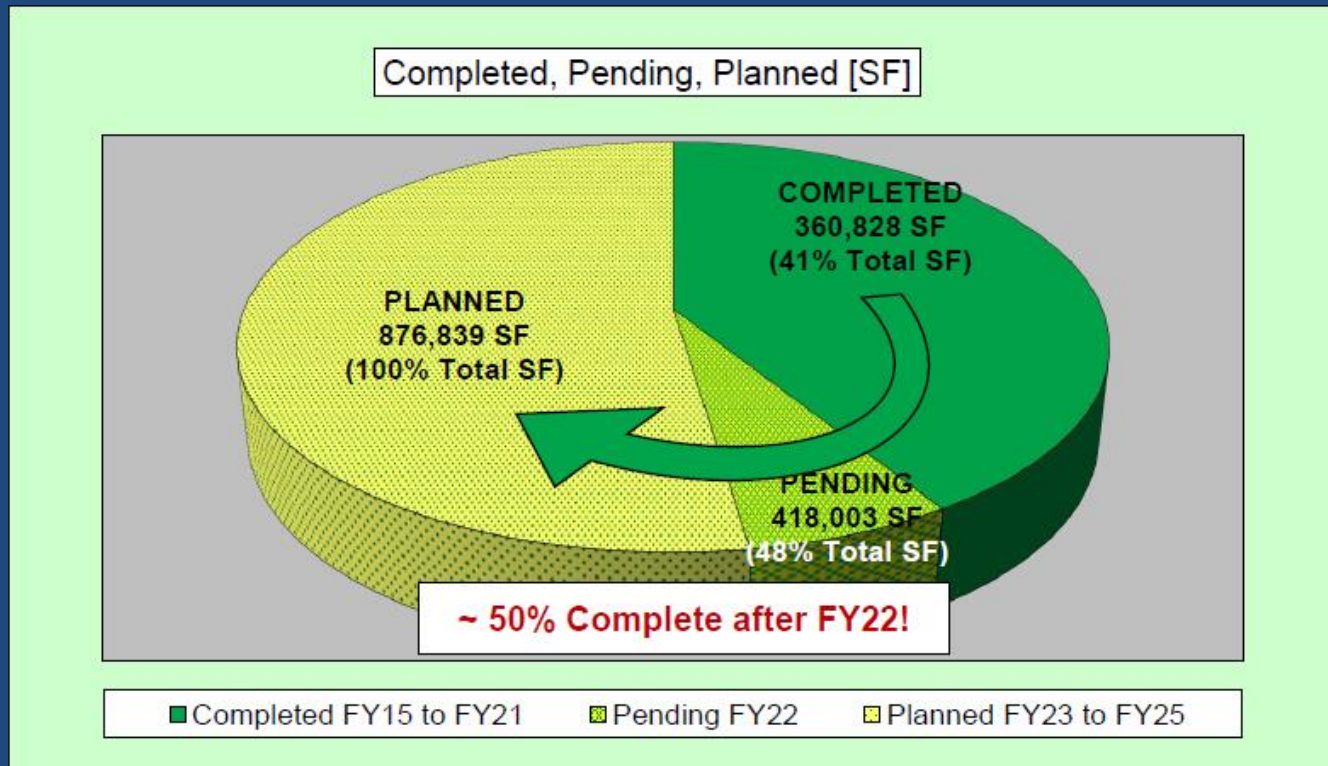 Completed, Pending, Planned [SF]
COMPLETED
360,828 SF
(41% Total SF)
PLANNED
876,839 SF
(100% Total SF)
PENDING
418,003 SF
(48% Total SF)
~ 50% Complete after FY22!
Completed FY15 to FY21 Pending FY22 Planned FY23 to FY25